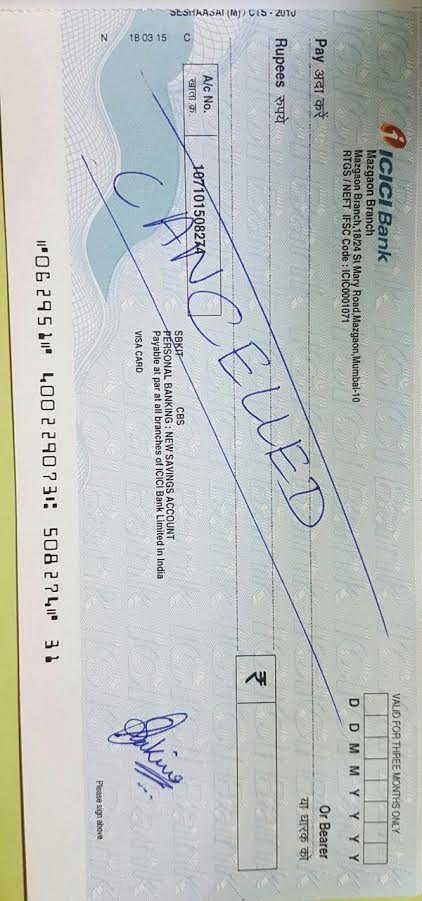 SESHAASAI (M) / CTS - 2010
N 18 03 15 C
ICICI Bank
Mazgaon Branch
Mazgaon Branch,18/24 St Mary Road,Mazgaon,Mumbai-10
RTGS / NEFT IFSC Code : ICIC0001071
VALID FOR THREE MONTHS ONLY
D D M M Y Y Y Y
Pay अदा करें
Or Bearer
या धारक को
Rupees रुपये
₹
A/c No.
खाता क्र.
107101508274
CANCELLED
SBKIT CBS
PERSONAL BANKING : NEW SAVINGS ACCOUNT
Payable at par at all branches of ICICI Bank Limited in India
VISA CARD
Please sign above
⑈062951⑈ 400229073⑆ 508274⑈ 31